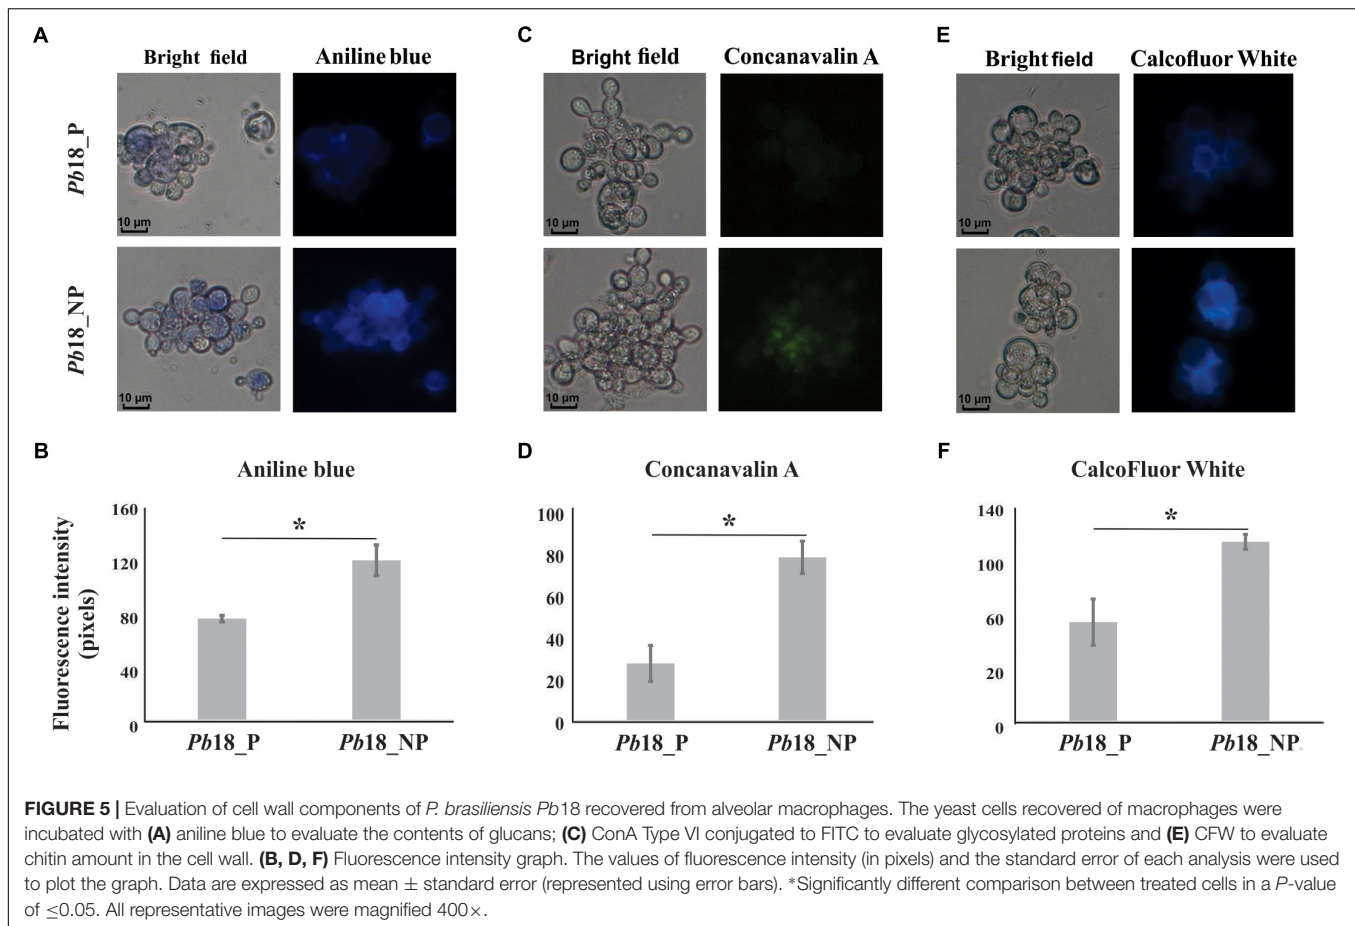 A
C
E
Bright field
Aniline blue
Bright field
Concanavalin A
Bright field
Calcofluor White
Pb18_P
10 µm
10 µm
10 µm
Pb18_NP
10 µm
10 µm
10 µm
B
D
F
Aniline blue
Concanavalin A
CalcoFluor White
Fluorescence intensity
(pixels)
160
120
80
40
0
Pb18_P
Pb18_NP
*
100
80
60
40
20
0
Pb18_P
Pb18_NP
*
140
100
60
20
0
Pb18_P
Pb18_NP
*
FIGURE 5 | Evaluation of cell wall components of P. brasiliensis Pb18 recovered from alveolar macrophages. The yeast cells recovered of macrophages were
incubated with (A) aniline blue to evaluate the contents of glucans; (C) ConA Type VI conjugated to FITC to evaluate glycosylated proteins and (E) CFW to evaluate
chitin amount in the cell wall. (B, D, F) Fluorescence intensity graph. The values of fluorescence intensity (in pixels) and the standard error of each analysis were used
to plot the graph. Data are expressed as mean ± standard error (represented using error bars). *Significantly different comparison between treated cells in a P-value
of ≤0.05. All representative images were magnified 400×.